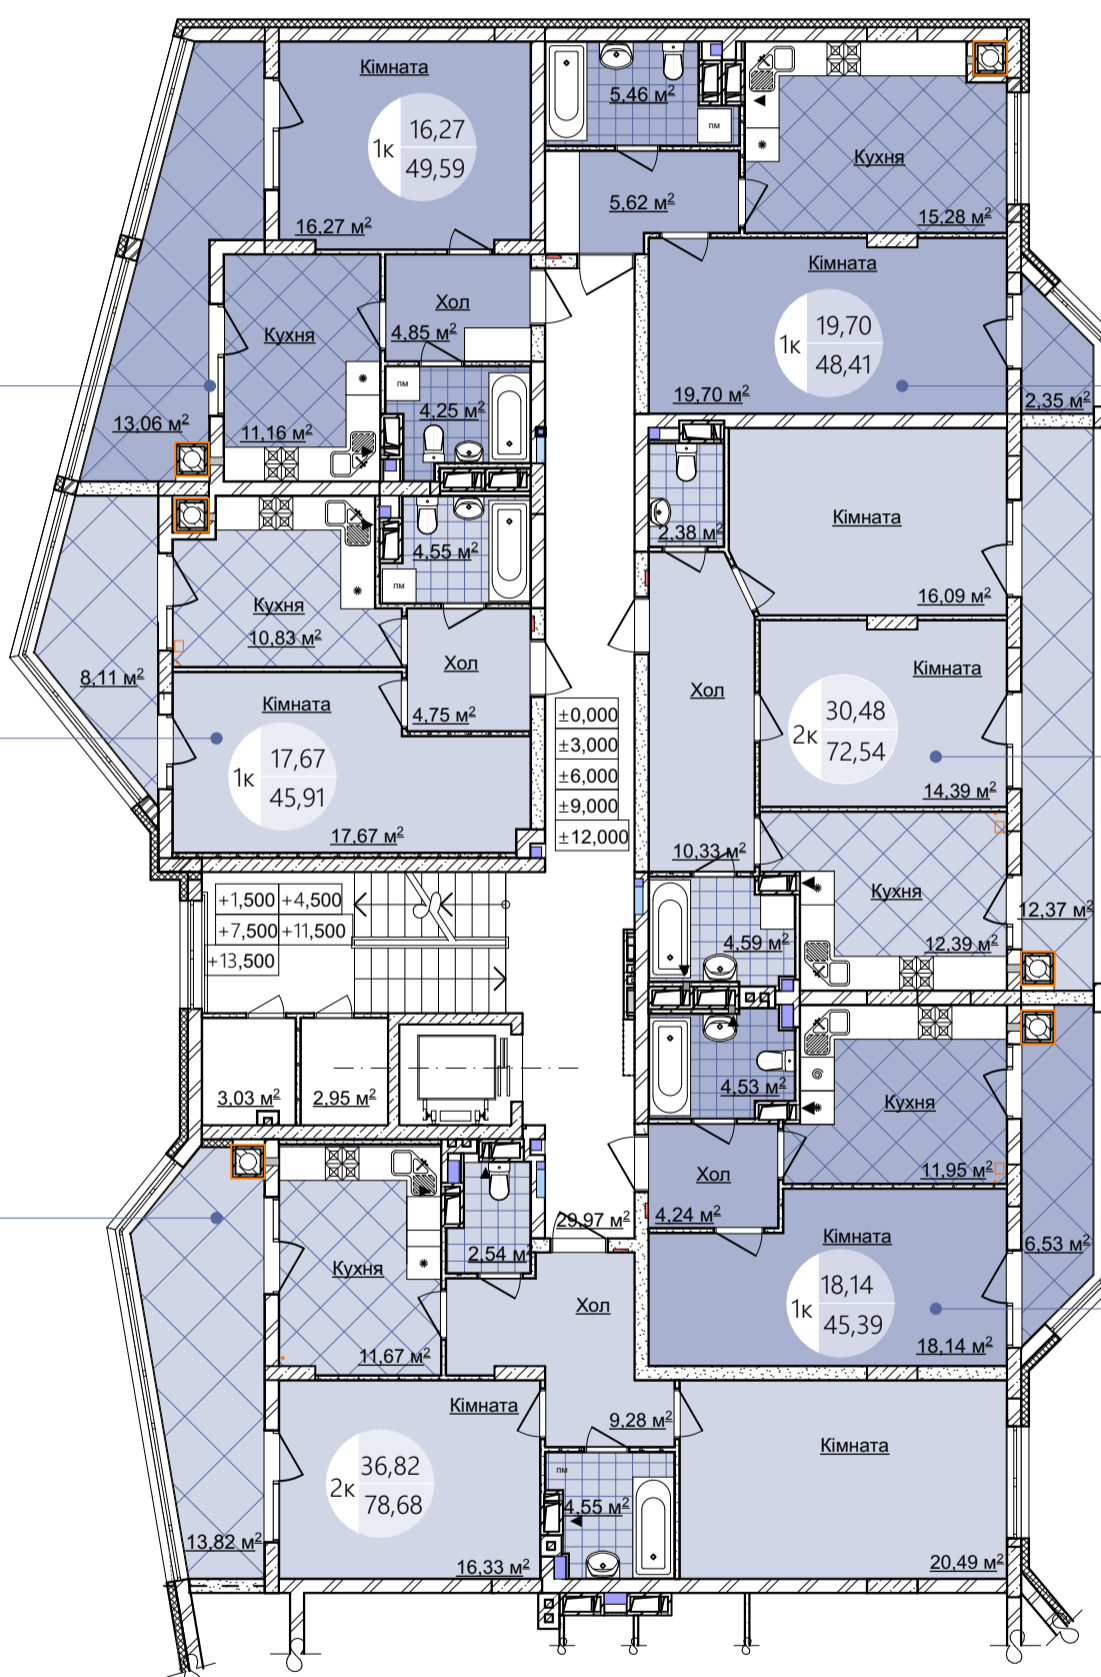 Кімната
1к
16,27
49,59
16,27 м²
5,46 м²
пм
Кухня
15,28 м²
5,62 м²
Кімната
1к
19,70
48,41
19,70 м²
2,35 м²
Хол
4,85 м²
Кухня
11,16 м²
13,06 м²
пм
4,25 м²
4,55 м²
пм
2,38 м²
Кімната
16,09 м²
Кухня
10,83 м²
8,11 м²
Хол
4,75 м²
Кімната
1к
17,67
45,91
17,67 м²
±0,000
±3,000
±6,000
±9,000
±12,000
Хол
10,33 м²
Кімната
2к
30,48
72,54
14,39 м²
Кухня
12,39 м²
12,37 м²
+1,500 +4,500
+7,500 +11,500
+13,500
4,59 м²
4,53 м²
3,03 м²
2,95 м²
Кухня
11,95 м²
Хол
4,24 м²
29,97 м²
6,53 м²
Кімната
1к
18,14
45,39
18,14 м²
2,54 м²
Кухня
11,67 м²
Хол
9,28 м²
Кімната
2к
36,82
78,68
16,33 м²
13,82 м²
пм
4,55 м²
Кімната
20,49 м²